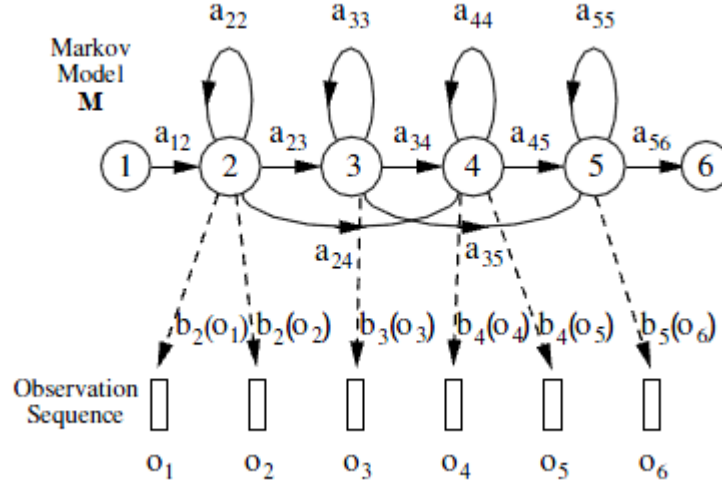 a22 a33 a44 a55
Markov
Model
M
a12 a23 a34 a45 a56
1 2 3 4 5 6
a24 a35
b2(o1) b2(o2) b3(o3) b4(o4) b4(o5) b5(o6)
Observation
Sequence
o1 o2 o3 o4 o5 o6